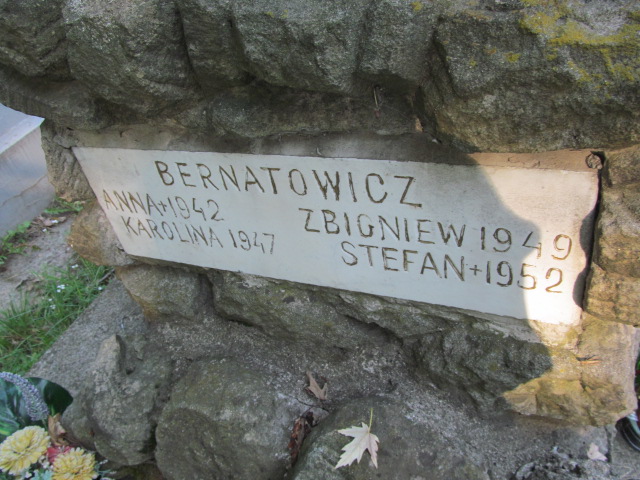 BERNATOWICZ
ANNA+1942
KAROLINA 1947
ZBIGNIEW 1949
STEFAN+1952